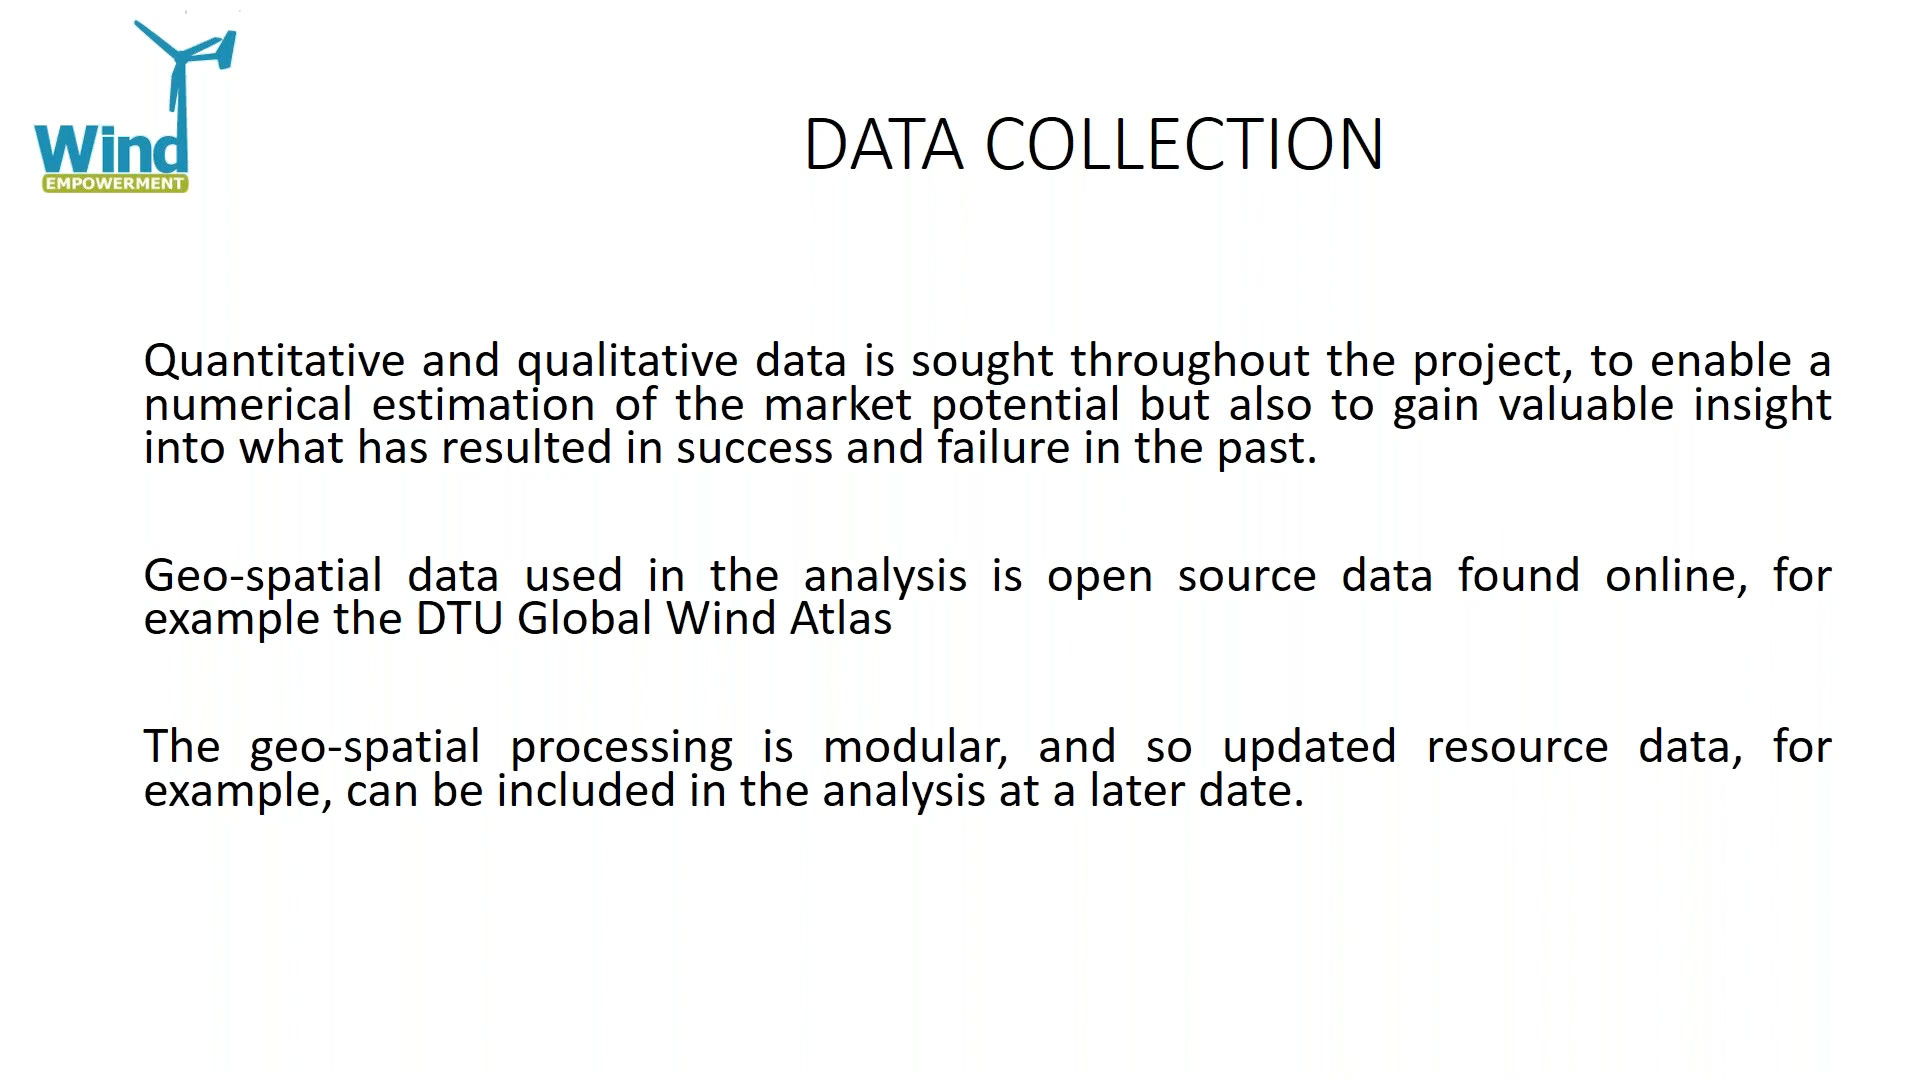 Wind
EMPOWERMENT
DATA COLLECTION
Quantitative and qualitative data is sought throughout the project, to enable a
numerical estimation of the market potential but also to gain valuable insight
into what has resulted in success and failure in the past.
Geo-spatial data used in the analysis is open source data found online, for
example the DTU Global Wind Atlas
The geo-spatial processing is modular, and so updated resource data, for
example, can be included in the analysis at a later date.